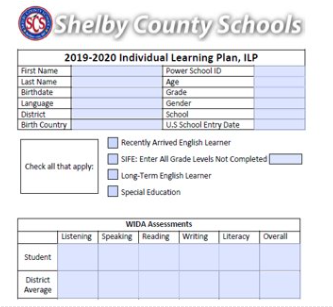 SCS
Shelby County Schools
2019-2020 Individual Learning Plan, ILP
First Name Power School ID
Last Name Age
Birthdate Grade
Language Gender
District School
Birth Country U.S School Entry Date
Recently Arrived English Learner
SIFE: Enter All Grade Levels Not Completed
Check all that apply:
Long-Term English Learner
Special Education
WIDA Assessments
Listening Speaking Reading Writing Literacy Overall
Student
District
Average